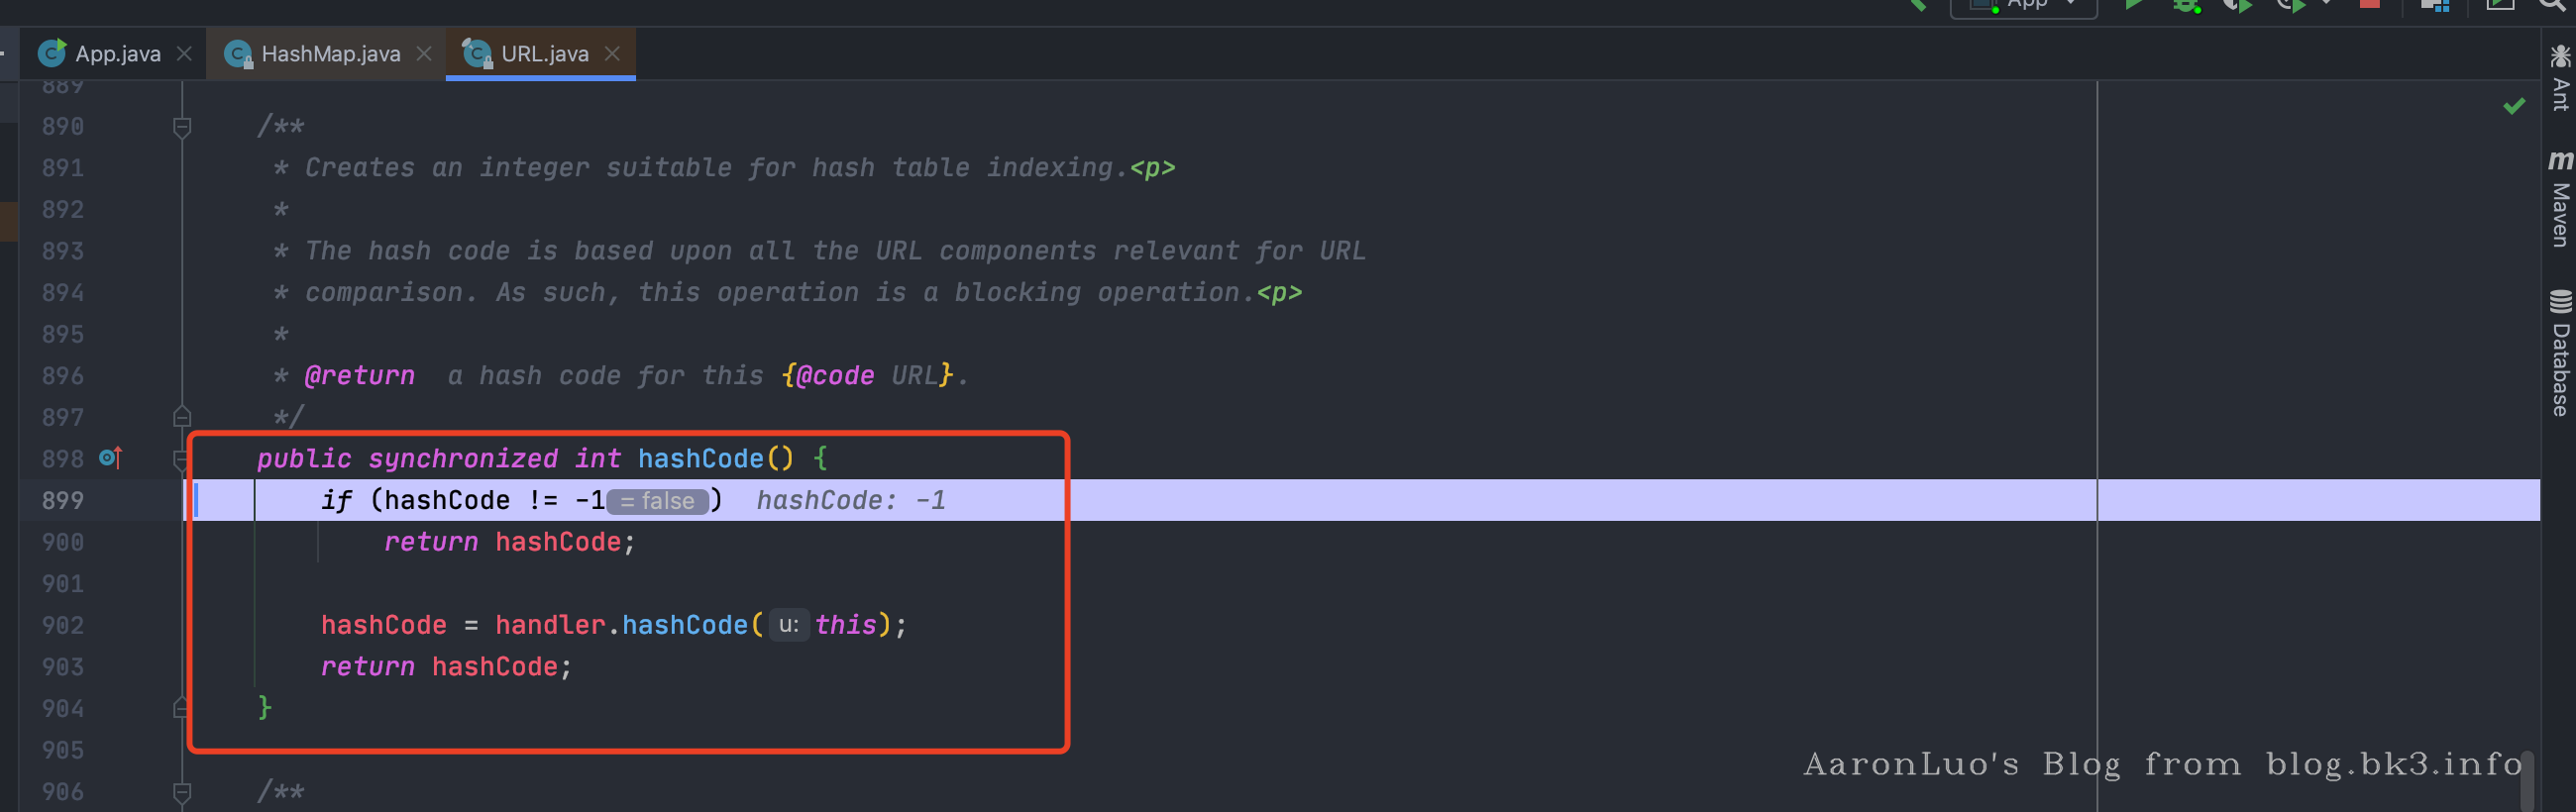 App
App.java
HashMap.java
URL.java
889
890 /**
891 * Creates an integer suitable for hash table indexing.<p>
892 *
893 * The hash code is based upon all the URL components relevant for URL
894 * comparison. As such, this operation is a blocking operation.<p>
895 *
896 * @return  a hash code for this {@code URL}.
897 */
898 public synchronized int hashCode() {
899 if (hashCode != -1 = false ) hashCode: -1
900 return hashCode;
901
902 hashCode = handler.hashCode( u: this);
903 return hashCode;
904 }
905
906 /**
Ant
m Maven
Database
AaronLuo's Blog from blog.bk3.info